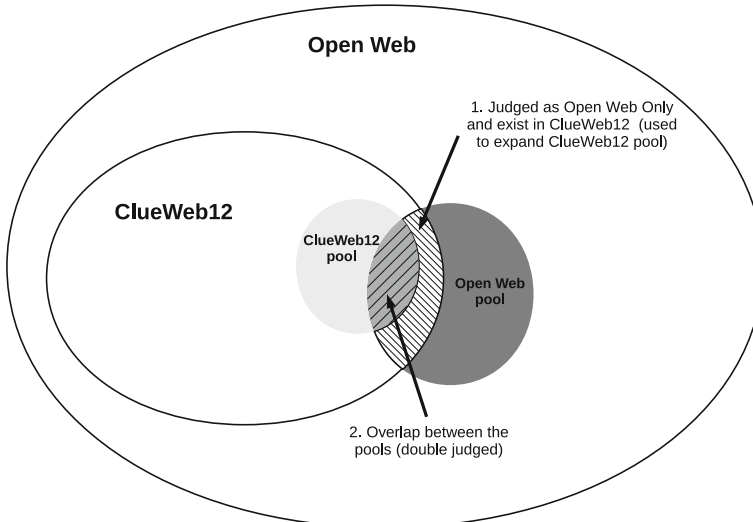 Open Web
1. Judged as Open Web Only
and exist in ClueWeb12 (used
to expand ClueWeb12 pool)
ClueWeb12
ClueWeb12
pool
Open Web
pool
2. Overlap between the
pools (double judged)